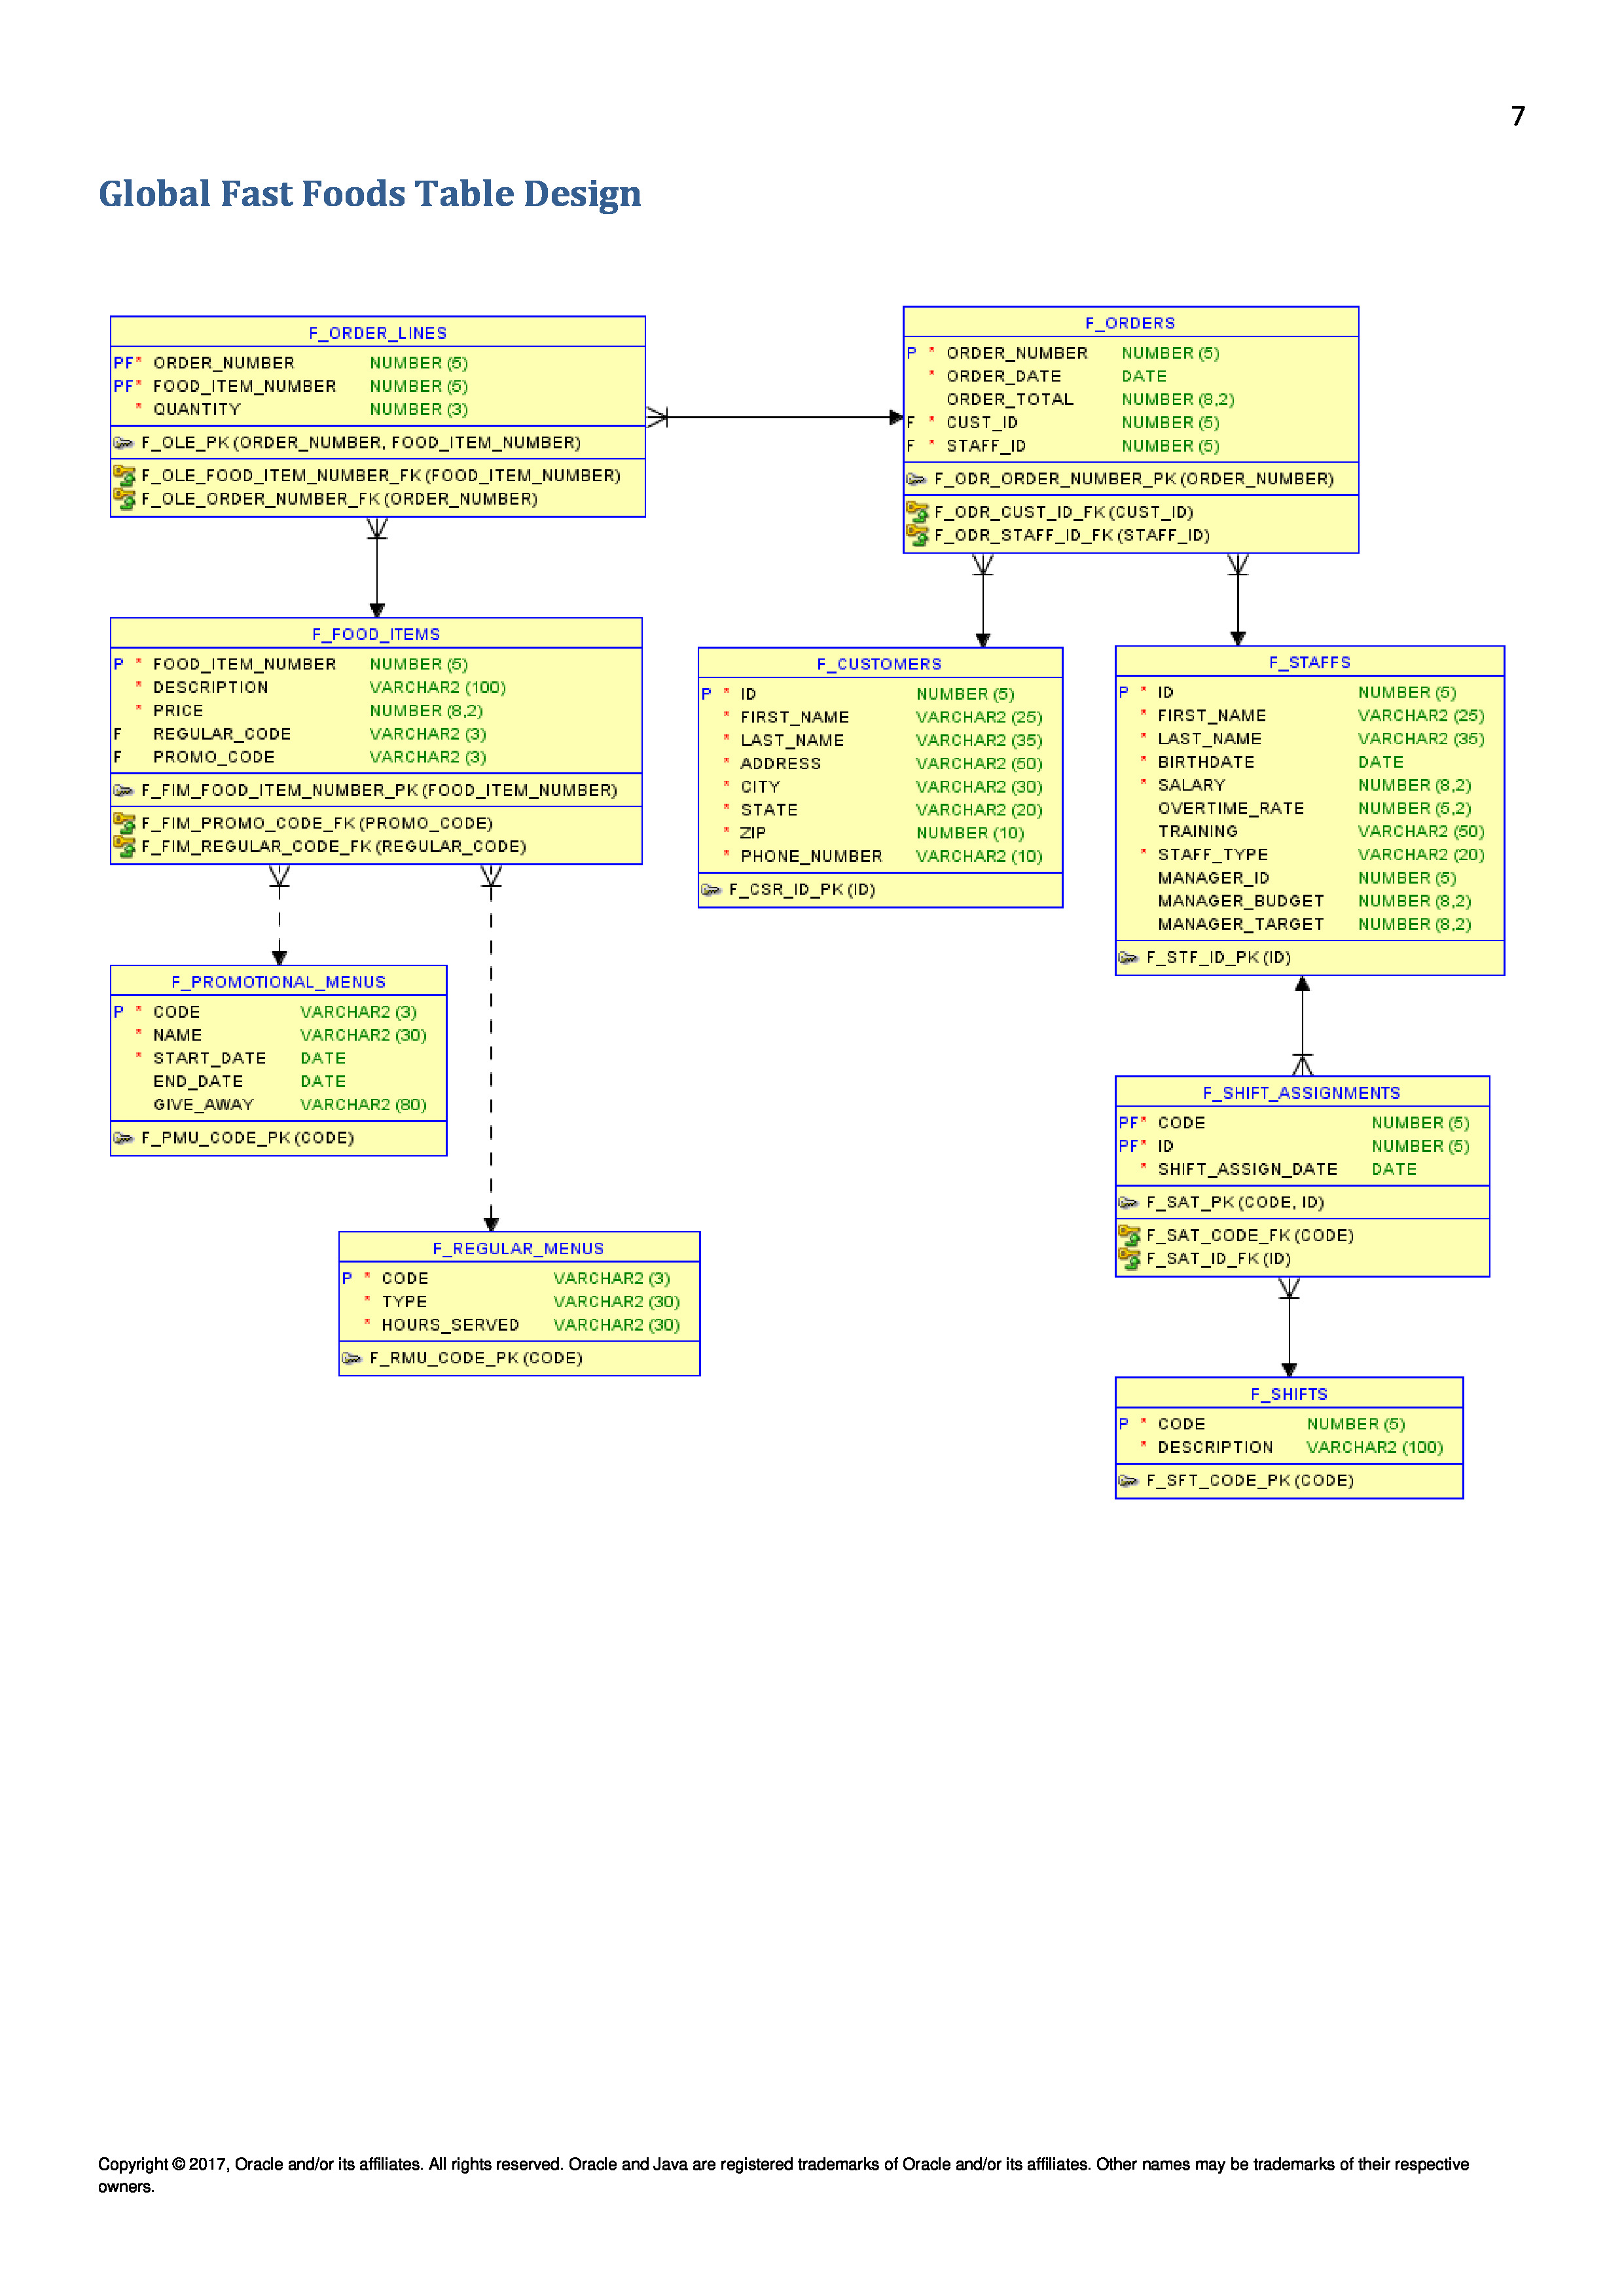 7
Global Fast Foods Table Design
F_ORDER_LINES
PF* ORDER_NUMBER NUMBER (5)
PF* FOOD_ITEM_NUMBER NUMBER (5)
* QUANTITY NUMBER (3)
F_OLE_PK (ORDER_NUMBER, FOOD_ITEM_NUMBER)
F_OLE_FOOD_ITEM_NUMBER_FK (FOOD_ITEM_NUMBER)
F_OLE_ORDER_NUMBER_FK (ORDER_NUMBER)
F_ORDERS
P * ORDER_NUMBER NUMBER (5)
* ORDER_DATE DATE
ORDER_TOTAL NUMBER (8,2)
F * CUST_ID NUMBER (5)
F * STAFF_ID NUMBER (5)
F_ODR_ORDER_NUMBER_PK (ORDER_NUMBER)
F_ODR_CUST_ID_FK (CUST_ID)
F_ODR_STAFF_ID_FK (STAFF_ID)
F_FOOD_ITEMS
P * FOOD_ITEM_NUMBER NUMBER (5)
* DESCRIPTION VARCHAR2 (100)
* PRICE NUMBER (8,2)
F REGULAR_CODE VARCHAR2 (3)
F PROMO_CODE VARCHAR2 (3)
F_FIM_FOOD_ITEM_NUMBER_PK (FOOD_ITEM_NUMBER)
F_FIM_PROMO_CODE_FK (PROMO_CODE)
F_FIM_REGULAR_CODE_FK (REGULAR_CODE)
F_CUSTOMERS
P * ID NUMBER (5)
* FIRST_NAME VARCHAR2 (25)
* LAST_NAME VARCHAR2 (35)
* ADDRESS VARCHAR2 (50)
* CITY VARCHAR2 (30)
* STATE VARCHAR2 (20)
* ZIP NUMBER (10)
* PHONE_NUMBER VARCHAR2 (10)
F_CSR_ID_PK (ID)
F_STAFFS
P * ID NUMBER (5)
* FIRST_NAME VARCHAR2 (25)
* LAST_NAME VARCHAR2 (35)
* BIRTHDATE DATE
* SALARY NUMBER (8,2)
OVERTIME_RATE NUMBER (5,2)
TRAINING VARCHAR2 (50)
* STAFF_TYPE VARCHAR2 (20)
MANAGER_ID NUMBER (5)
MANAGER_BUDGET NUMBER (8,2)
MANAGER_TARGET NUMBER (8,2)
F_STF_ID_PK (ID)
F_PROMOTIONAL_MENUS
P * CODE VARCHAR2 (3)
* NAME VARCHAR2 (30)
* START_DATE DATE
END_DATE DATE
GIVE_AWAY VARCHAR2 (80)
F_PMU_CODE_PK (CODE)
F_SHIFT_ASSIGNMENTS
PF* CODE NUMBER (5)
PF* ID NUMBER (5)
* SHIFT_ASSIGN_DATE DATE
F_SAT_PK (CODE, ID)
F_SAT_CODE_FK (CODE)
F_SAT_ID_FK (ID)
F_REGULAR_MENUS
P * CODE VARCHAR2 (3)
* TYPE VARCHAR2 (30)
* HOURS_SERVED VARCHAR2 (30)
F_RMU_CODE_PK (CODE)
F_SHIFTS
P * CODE NUMBER (5)
* DESCRIPTION VARCHAR2 (100)
F_SFT_CODE_PK (CODE)
Copyright © 2017, Oracle and/or its affiliates. All rights reserved. Oracle and Java are registered trademarks of Oracle and/or its affiliates. Other names may be trademarks of their respective
owners.